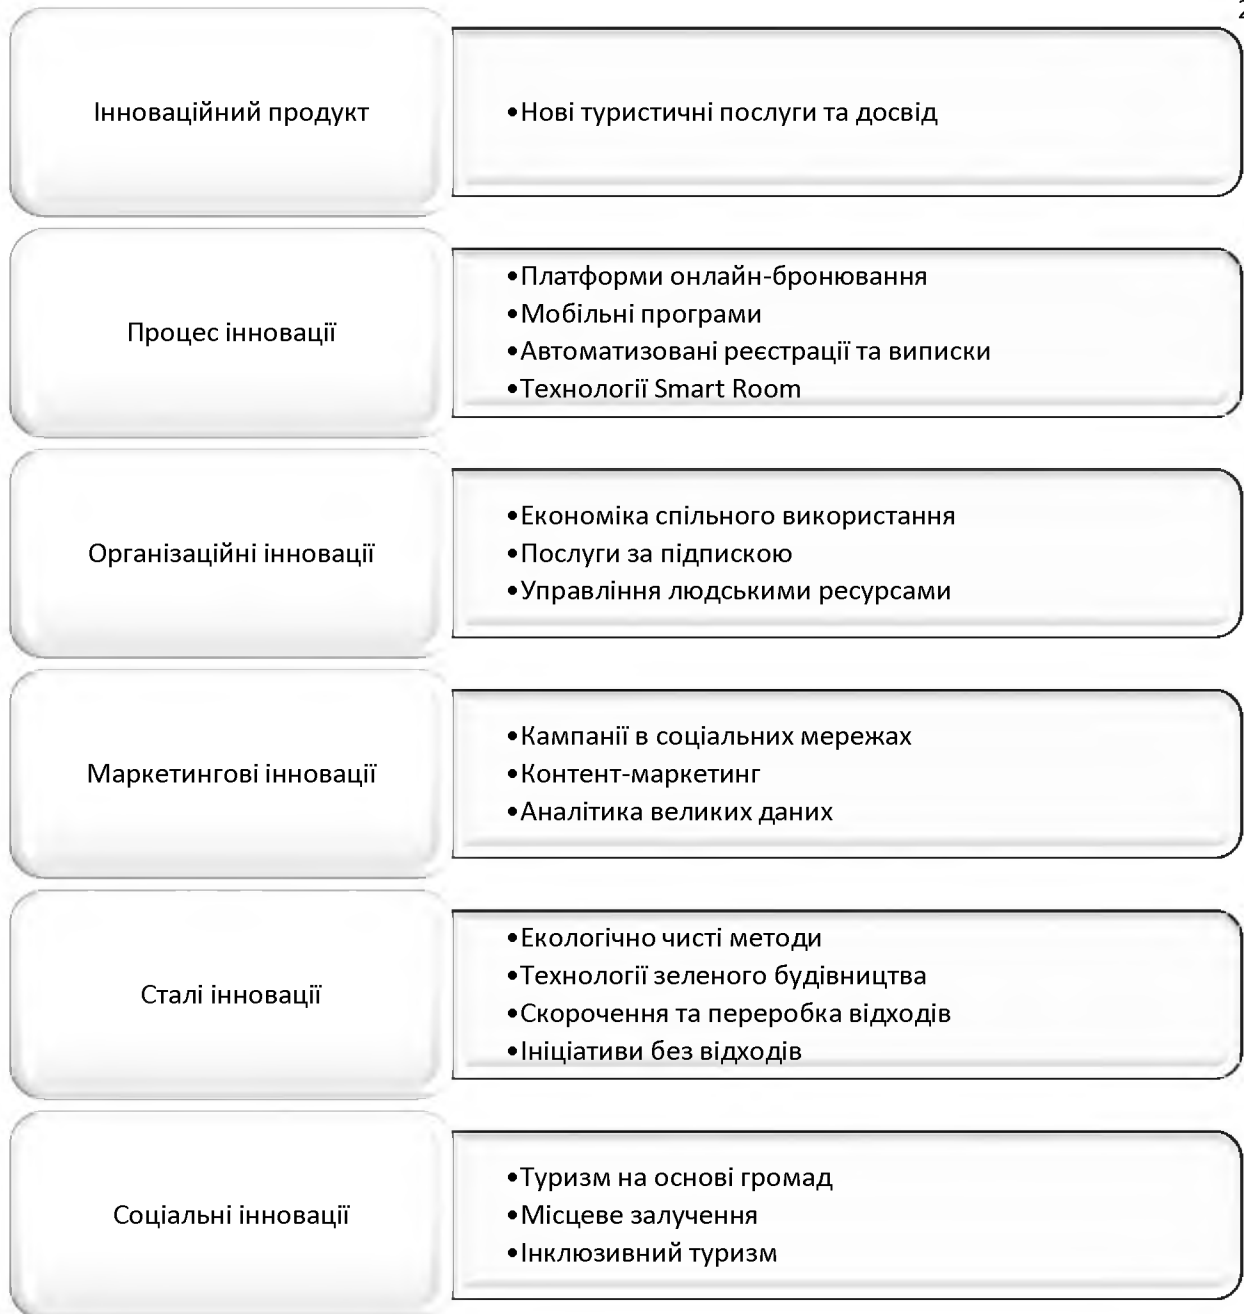 2
Інноваційний продукт
•Нові туристичні послуги та досвід
Процес інновації
•Платформи онлайн-бронювання
•Мобільні програми
•Автоматизовані реєстрації та виписки
•Технології Smart Room
Організаційні інновації
•Економіка спільного використання
•Послуги за підпискою
•Управління людськими ресурсами
Маркетингові інновації
•Кампанії в соціальних мережах
•Контент-маркетинг
•Аналітика великих даних
Сталі інновації
•Екологічно чисті методи
•Технології зеленого будівництва
•Скорочення та переробка відходів
•Ініціативи без відходів
Соціальні інновації
•Туризм на основі громад
•Місцеве залучення
•Інклюзивний туризм